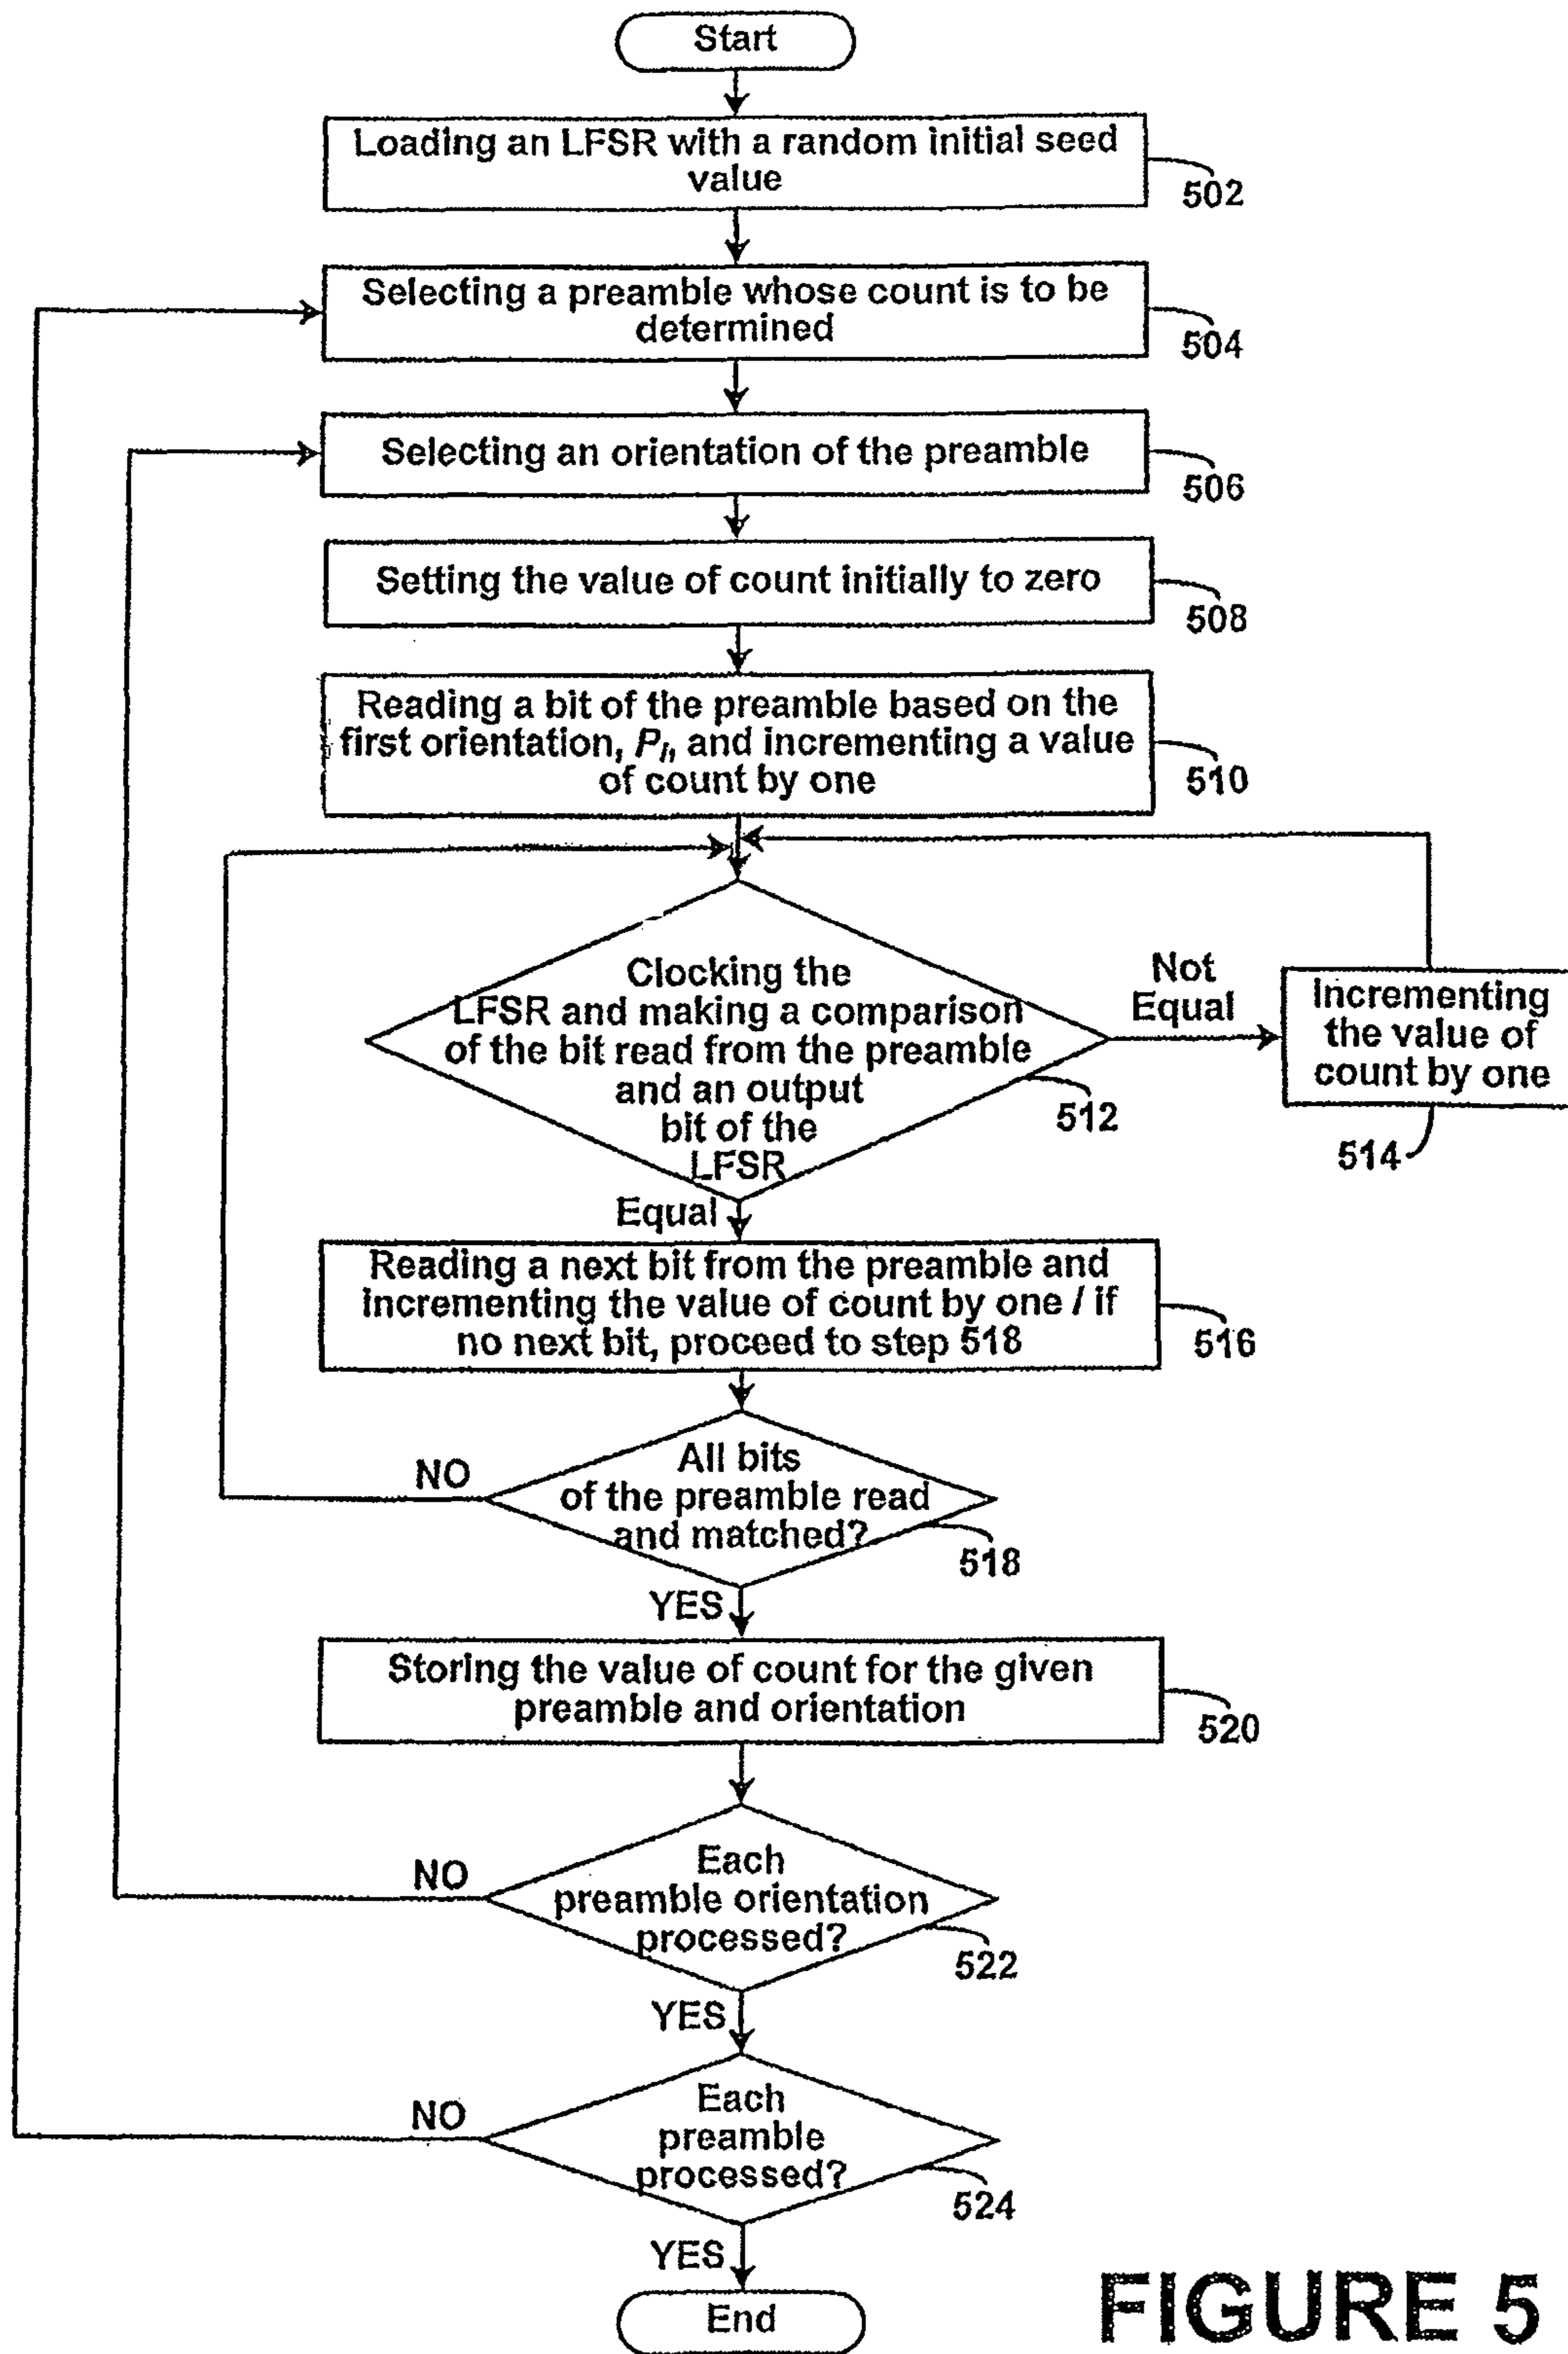 Start
Loading an LFSR with a random initial seed
value
502
Selecting a preamble whose count is to be
determined
504
Selecting an orientation of the preamble
506
Setting the value of count initially to zero
508
Reading a bit of the preamble based on the
first orientation, Pi, and incrementing a value
of count by one
510
Clocking the
LFSR and making a comparison
of the bit read from the preamble
and an output
bit of the
LFSR
512
Not
Equal
Incrementing
the value of
count by one
514
Equal
Reading a next bit from the preamble and
incrementing the value of count by one / if
no next bit, proceed to step 518
516
All bits
of the preamble read
and matched?
518
NO
YES
Storing the value of count for the given
preamble and orientation
520
Each
preamble orientation
processed?
522
NO
YES
Each
preamble
processed?
524
NO
YES
End
FIGURE 5